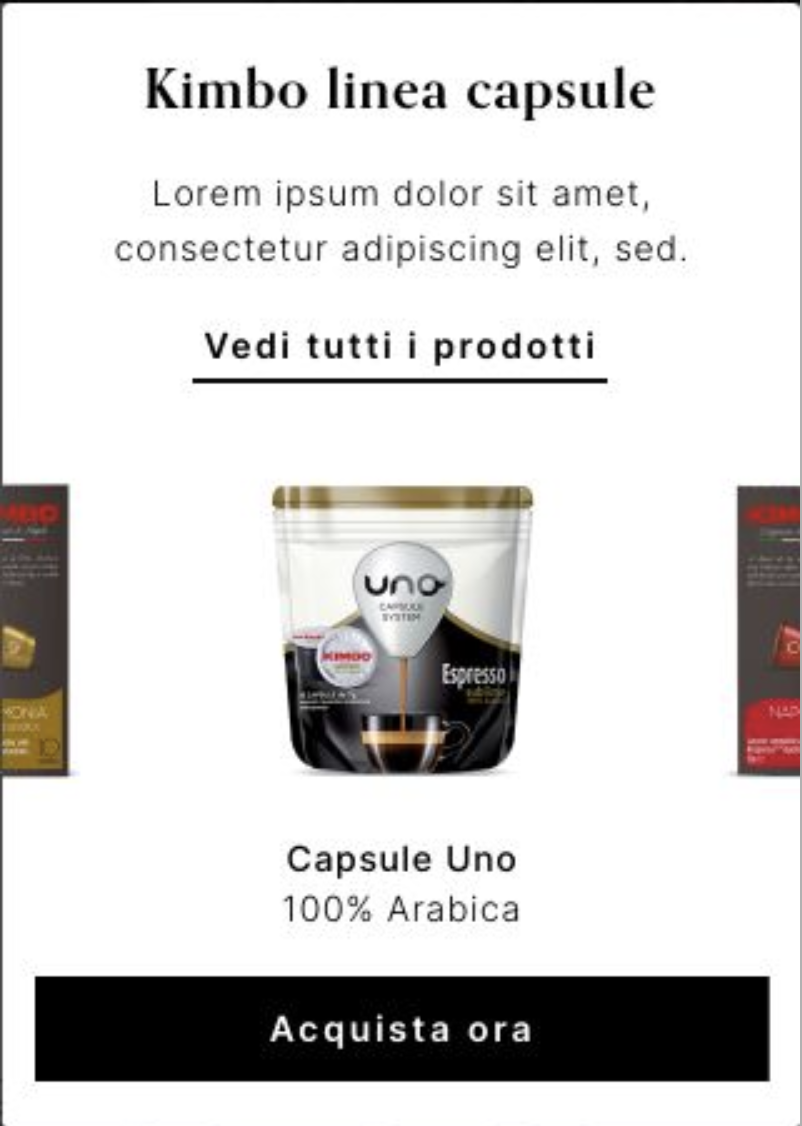 Kimbo linea capsule
Lorem ipsum dolor sit amet,
consectetur adipiscing elit, sed.
Vedi tutti i prodotti
uno
CAPSULE
SYSTEM
KIMBO
Espresso
Capsule Uno
100% Arabica
Acquista ora